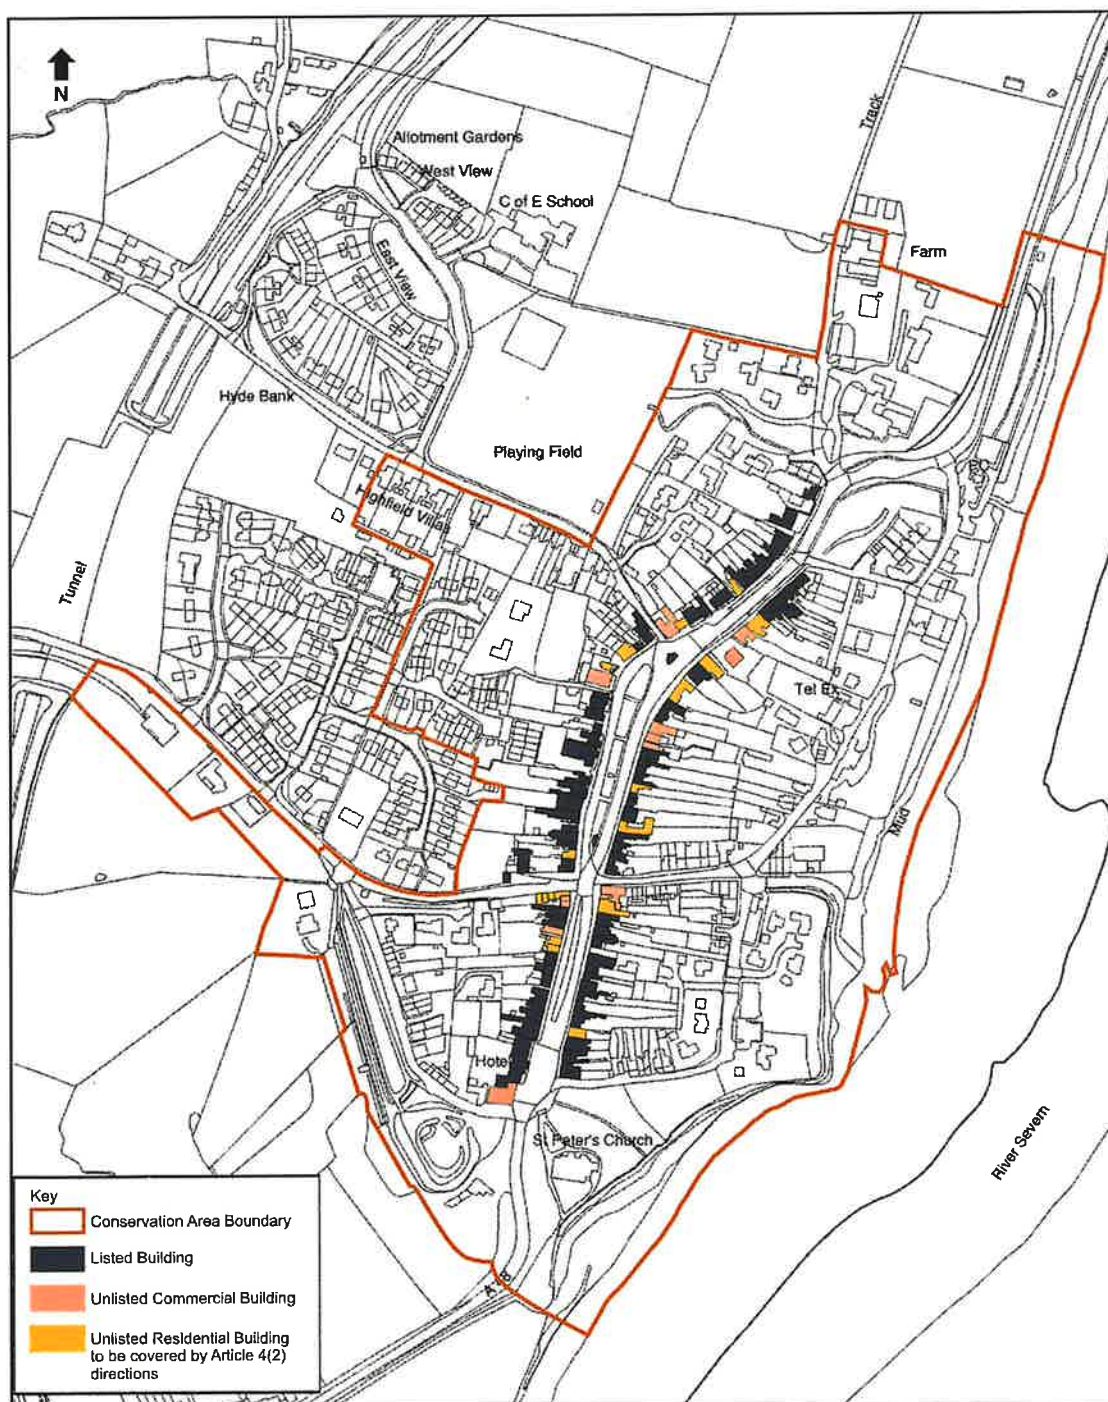 N
Allotment Gardens
West View
C of E School
Track
Farm
East View
Hyde Bank
Playing Field
Highfield Villas
Tunnel
Tel Ex
Mud
Hotel
St Peter's Church
River Severn
A 48
Key
Conservation Area Boundary
Listed Building
Unlisted Commercial Building
Unlisted Residential Building
to be covered by Article 4(2)
directions